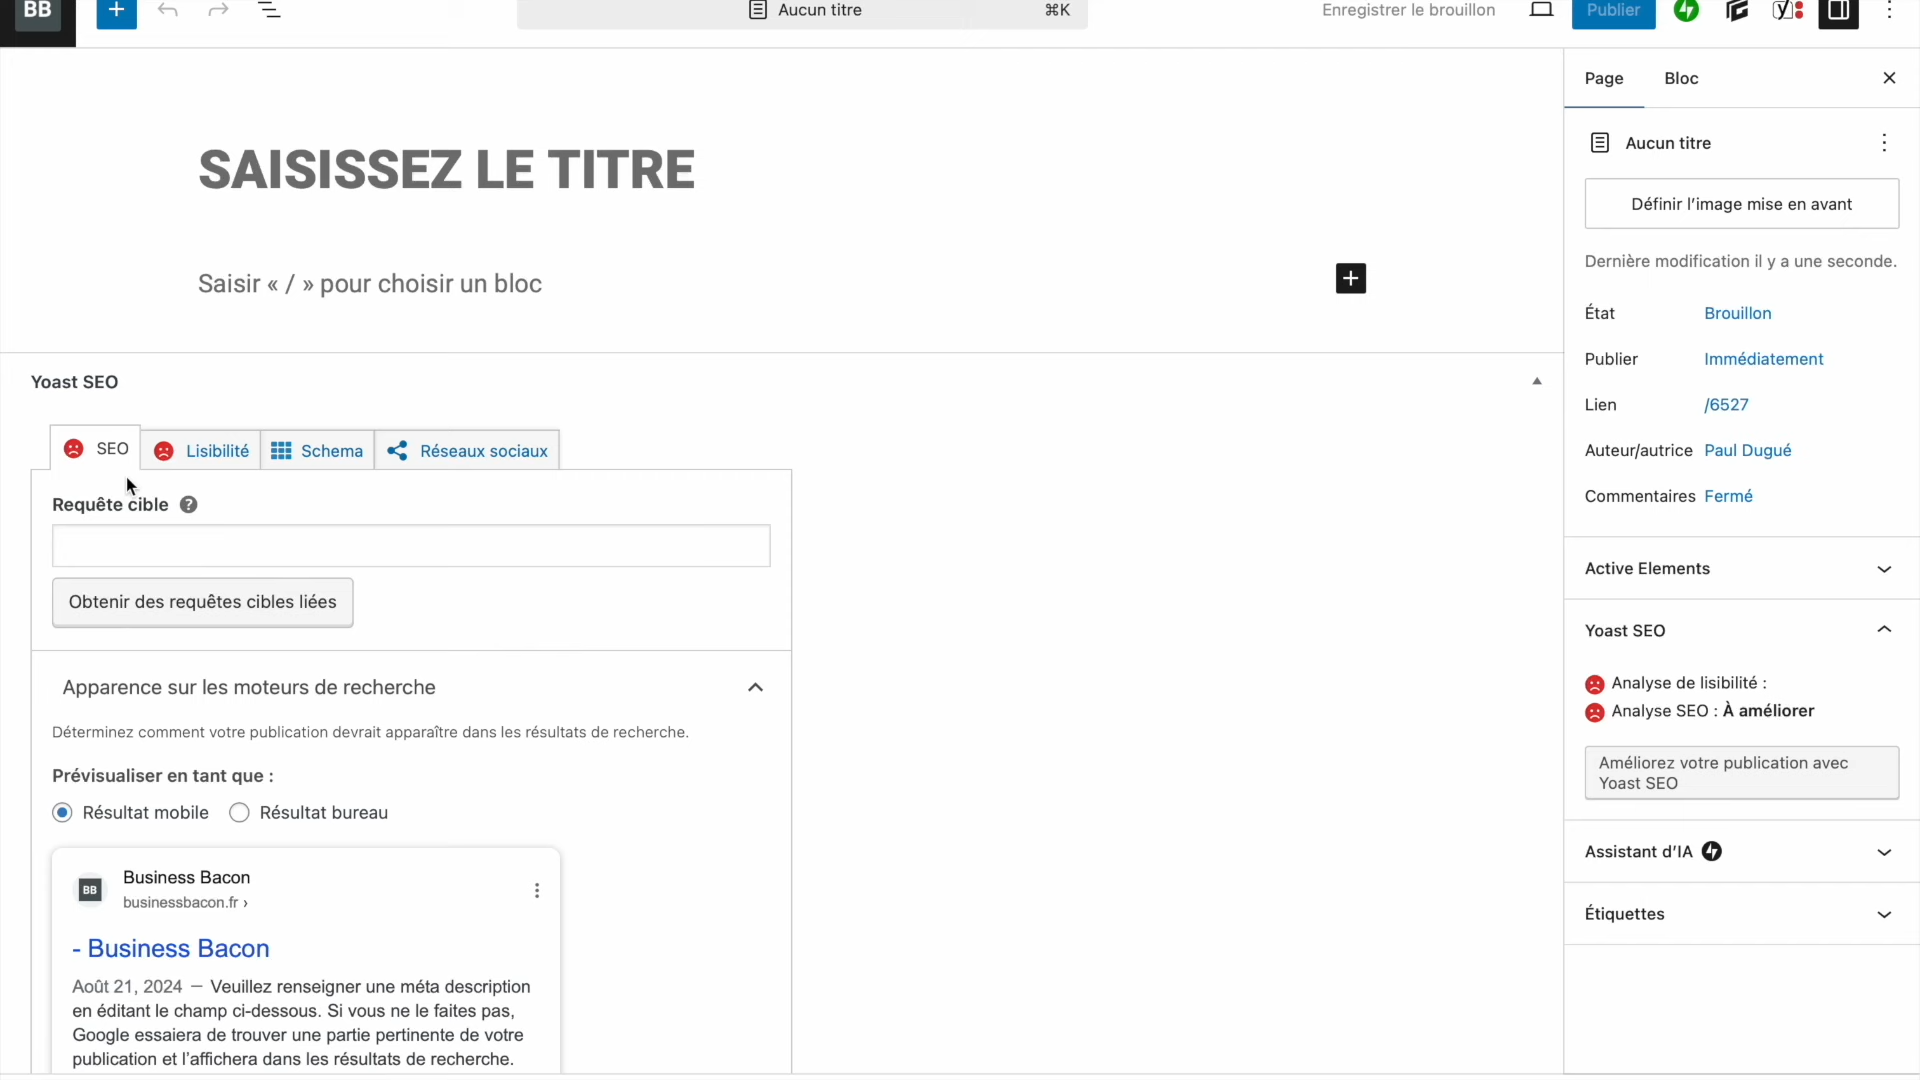 BB
Aucun titre
⌘K
Enregistrer le brouillon
Publier
Page
Bloc
Aucun titre
Définir l'image mise en avant
Dernière modification il y a une seconde.
État
Brouillon
Publier
Immédiatement
Lien
/6527
Auteur/autrice
Paul Dugué
Commentaires
Fermé
Active Elements
Yoast SEO
Analyse de lisibilité :
Analyse SEO : À améliorer
Améliorez votre publication avec
Yoast SEO
Assistant d'IA
Étiquettes
SAISISSEZ LE TITRE
Saisir « / » pour choisir un bloc
Yoast SEO
SEO
Lisibilité
Schema
Réseaux sociaux
Requête cible
Obtenir des requêtes cibles liées
Apparence sur les moteurs de recherche
Déterminez comment votre publication devrait apparaître dans les résultats de recherche.
Prévisualiser en tant que :
Résultat mobile
Résultat bureau
BB
Business Bacon
businessbacon.fr ›
- Business Bacon
Août 21, 2024 － Veuillez renseigner une méta description
en éditant le champ ci-dessous. Si vous ne le faites pas,
Google essaiera de trouver une partie pertinente de votre
publication et l'affichera dans les résultats de recherche.